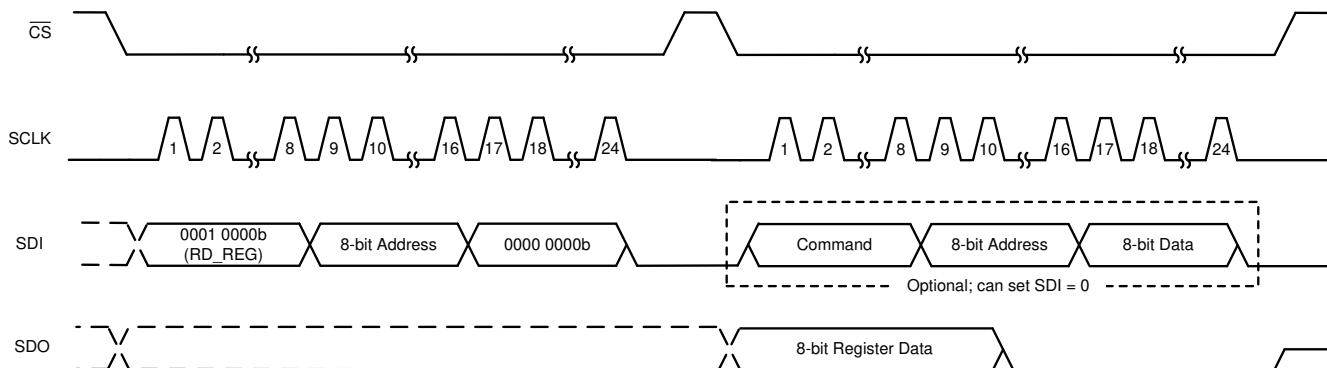 CS
SCLK
1 2 8 9 10 16 17 18 24 1 2 8 9 10 16 17 18 24
SDI
0001 0000b
(RD_REG)
8-bit Address
0000 0000b
Command
8-bit Address
8-bit Data
Optional; can set SDI = 0
SDO
8-bit Register Data